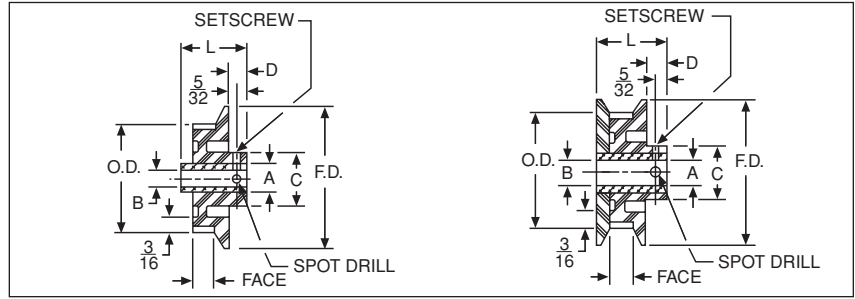 SETSCREW
L
D
5/32
O.D.
B
A
C
F.D.
3/16
SPOT DRILL
FACE
SETSCREW
L
D
5/32
O.D.
B
A
C
F.D.
3/16
SPOT DRILL
FACE